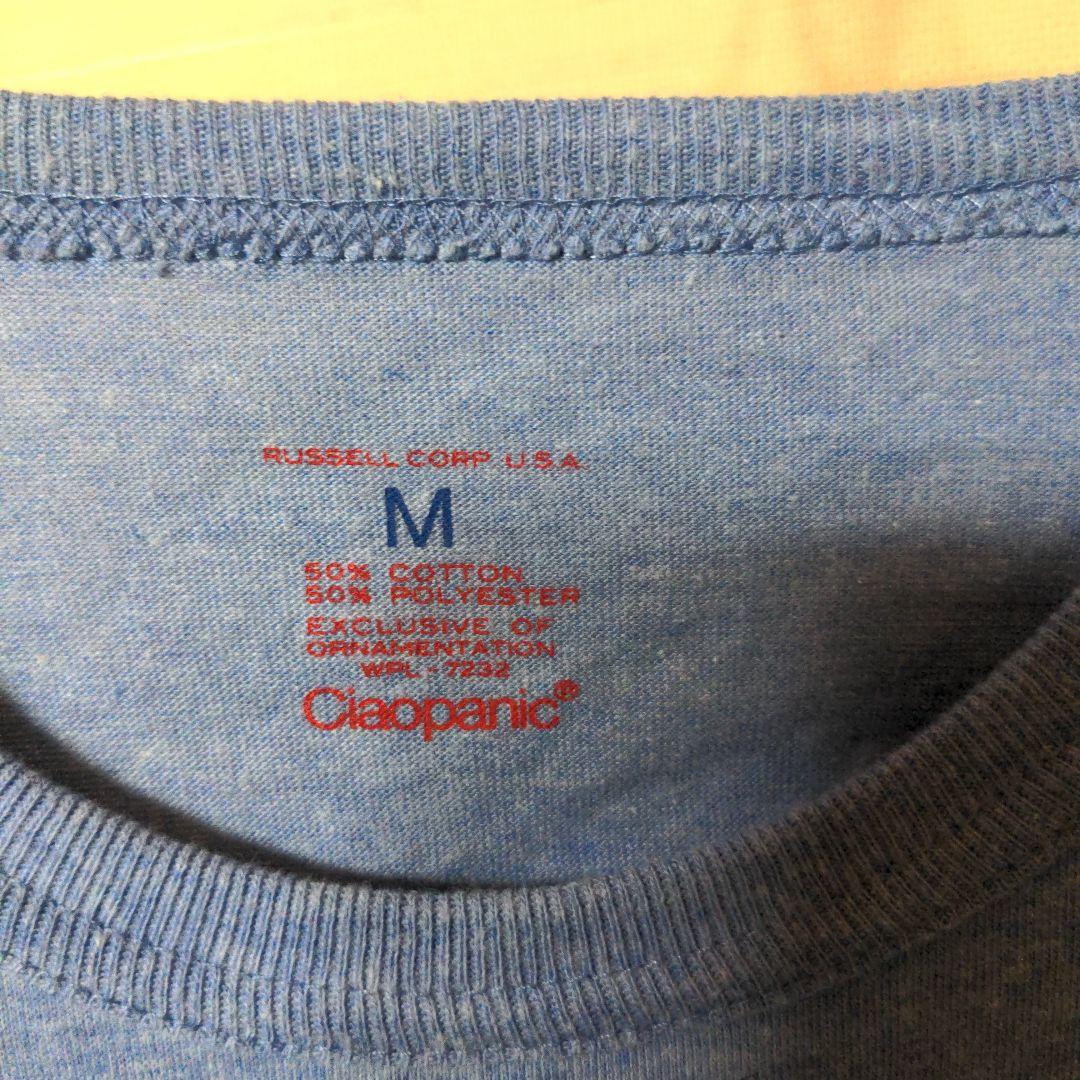 RUSSELL CORP. U.S.A.
M
50% COTTON
50% POLYESTER
EXCLUSIVE OF
ORNAMENTATION
WPL-7232
Ciaopanic®